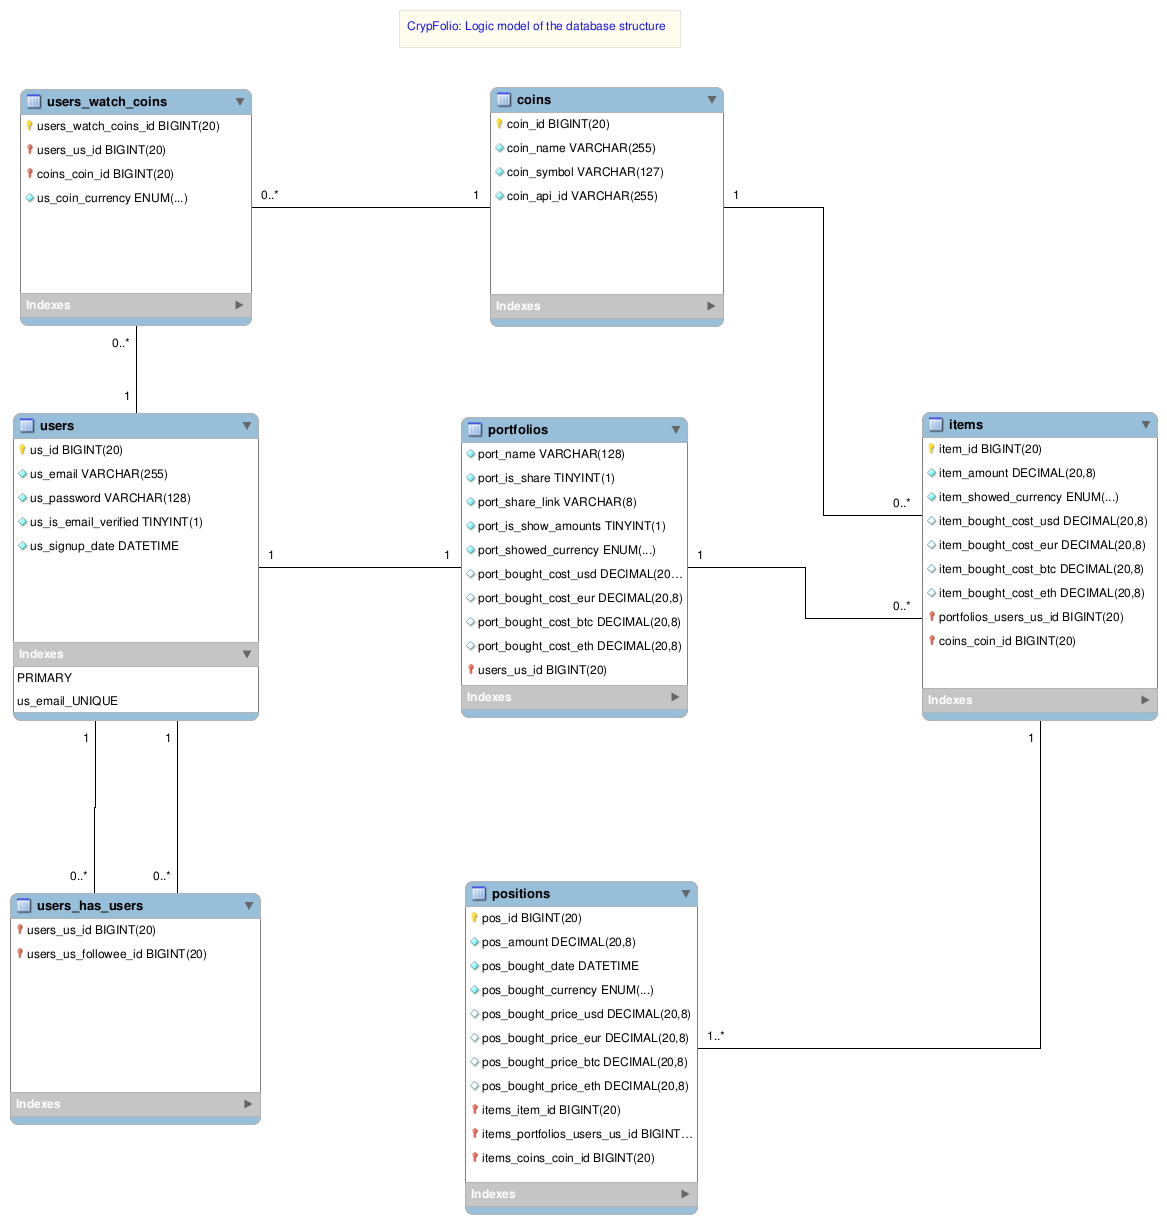 CrypFolio: Logic model of the database structure
users_watch_coins
users_watch_coins_id BIGINT(20)
users_us_id BIGINT(20)
coins_coin_id BIGINT(20)
us_coin_currency ENUM(...)
Indexes
0..*
1
coins
coin_id BIGINT(20)
coin_name VARCHAR(255)
coin_symbol VARCHAR(127)
coin_api_id VARCHAR(255)
Indexes
1
0..*
0..*
1
users
us_id BIGINT(20)
us_email VARCHAR(255)
us_password VARCHAR(128)
us_is_email_verified TINYINT(1)
us_signup_date DATETIME
Indexes
PRIMARY
us_email_UNIQUE
1
1
portfolios
port_name VARCHAR(128)
port_is_share TINYINT(1)
port_share_link VARCHAR(8)
port_is_show_amounts TINYINT(1)
port_showed_currency ENUM(...)
port_bought_cost_usd DECIMAL(20...
port_bought_cost_eur DECIMAL(20,8)
port_bought_cost_btc DECIMAL(20,8)
port_bought_cost_eth DECIMAL(20,8)
users_us_id BIGINT(20)
Indexes
1
0..*
items
item_id BIGINT(20)
item_amount DECIMAL(20,8)
item_showed_currency ENUM(...)
item_bought_cost_usd DECIMAL(20,8)
item_bought_cost_eur DECIMAL(20,8)
item_bought_cost_btc DECIMAL(20,8)
item_bought_cost_eth DECIMAL(20,8)
portfolios_users_us_id BIGINT(20)
coins_coin_id BIGINT(20)
Indexes
1
1
1
0..*
0..*
users_has_users
users_us_id BIGINT(20)
users_us_followee_id BIGINT(20)
Indexes
positions
pos_id BIGINT(20)
pos_amount DECIMAL(20,8)
pos_bought_date DATETIME
pos_bought_currency ENUM(...)
pos_bought_price_usd DECIMAL(20,8)
pos_bought_price_eur DECIMAL(20,8)
pos_bought_price_btc DECIMAL(20,8)
pos_bought_price_eth DECIMAL(20,8)
items_item_id BIGINT(20)
items_portfolios_users_us_id BIGINT...
items_coins_coin_id BIGINT(20)
Indexes
1..*